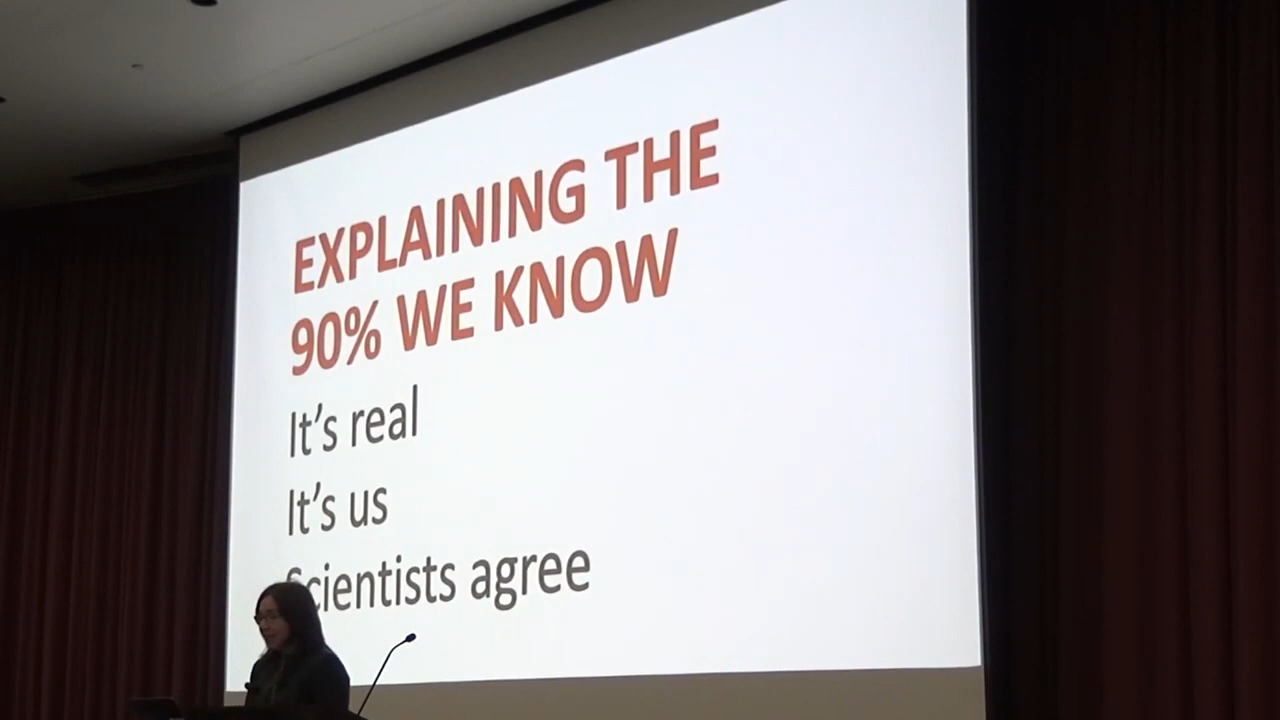 EXPLAINING THE
90% WE KNOW
It's real
It's us
Scientists agree